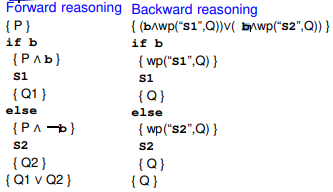 Forward reasoning
{ P }
if b
{ P ∧ b }
S1
{ Q1 }
else
{ P ∧ ¬b }
S2
{ Q2 }
{ Q1 ∨ Q2 }
Backward reasoning
{ (b∧wp("S1",Q))∨( ¬b∧wp("S2",Q)) }
if b
{ wp("S1",Q) }
S1
{ Q }
else
{ wp("S2",Q) }
S2
{ Q }
{ Q }